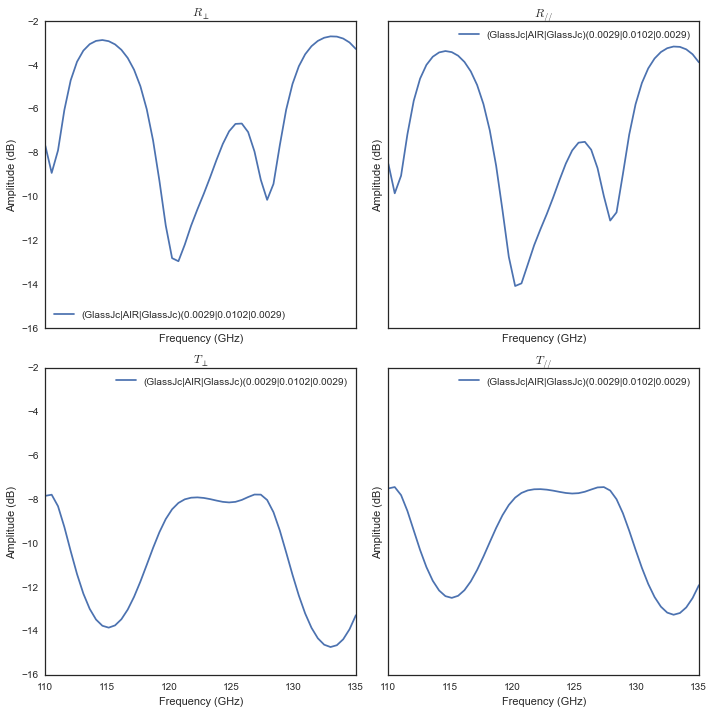 R⊥
R//
−2
−4
−6
−8
−10
−12
−14
−16
Amplitude (dB)
Amplitude (dB)
(GlassJc|AIR|GlassJc)(0.0029|0.0102|0.0029)
(GlassJc|AIR|GlassJc)(0.0029|0.0102|0.0029)
Frequency (GHz)
Frequency (GHz)
T⊥
T//
−2
−4
−6
−8
−10
−12
−14
−16
Amplitude (dB)
Amplitude (dB)
(GlassJc|AIR|GlassJc)(0.0029|0.0102|0.0029)
(GlassJc|AIR|GlassJc)(0.0029|0.0102|0.0029)
110 115 120 125 130 135
110 115 120 125 130 135
Frequency (GHz)
Frequency (GHz)